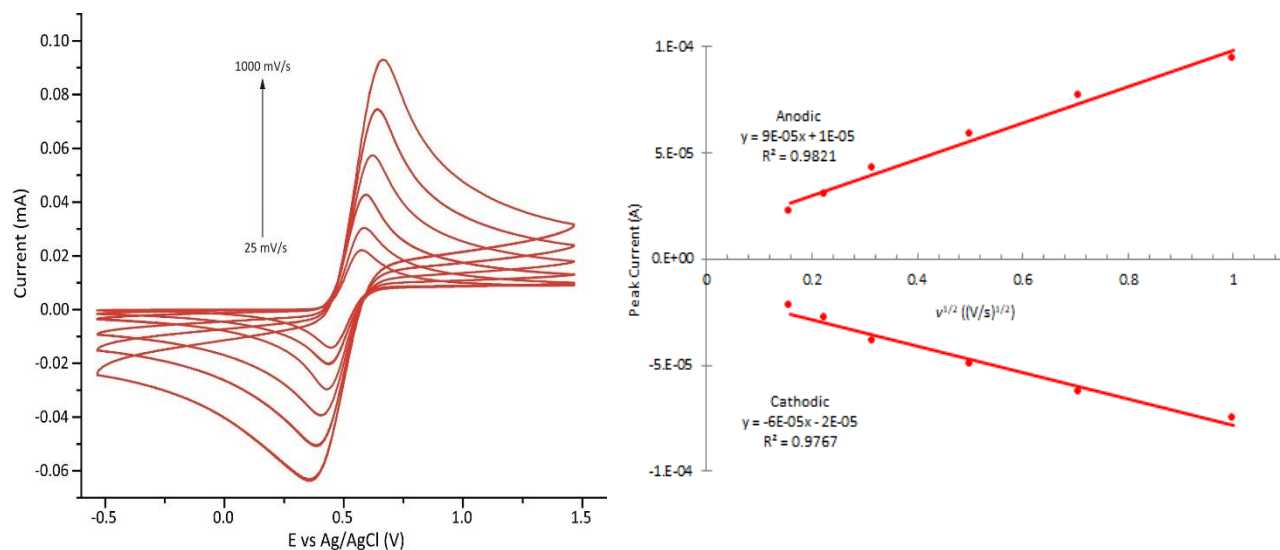 0.10
0.08
0.06
0.04
0.02
0.00
-0.02
-0.04
-0.06
Current (mA)
1000 mV/s
25 mV/s
-0.5
0.0
0.5
1.0
1.5
E vs Ag/AgCl (V)
1.E-04
5.E-05
0.E+00
-5.E-05
-1.E-04
Peak Current (A)
Anodic
y = 9E-05x + 1E-05
R² = 0.9821
0
0.2
0.4
0.6
0.8
1
v^1/2 ((V/s)^1/2)
Cathodic
y = -6E-05x - 2E-05
R² = 0.9767